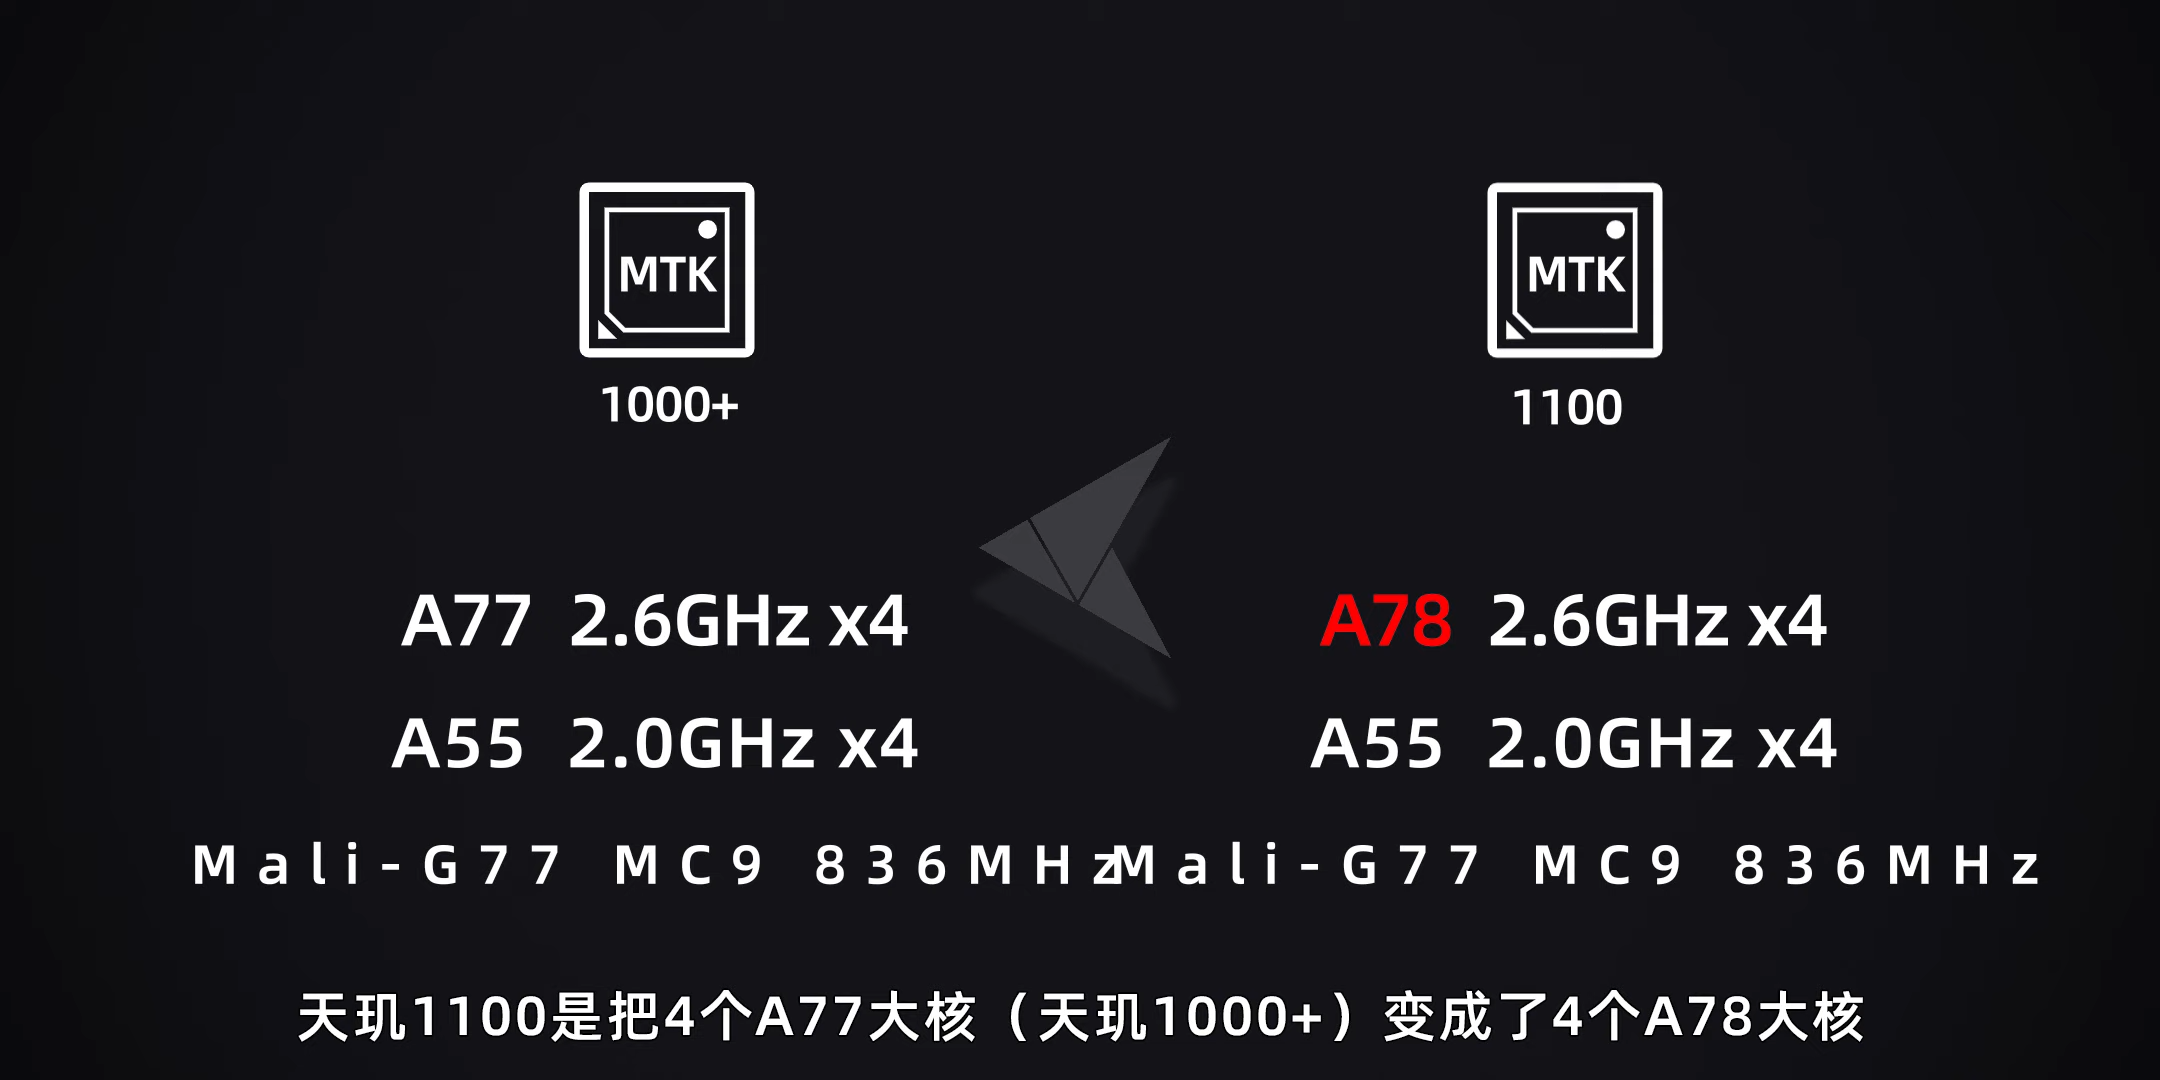 MTK
1000+
A77 2.6GHz x4
A55 2.0GHz x4
Mali-G77 MC9 836MHz
MTK
1100
A78 2.6GHz x4
A55 2.0GHz x4
Mali-G77 MC9 836MHz
天玑1100是把4个A77大核（天玑1000+）变成了4个A78大核